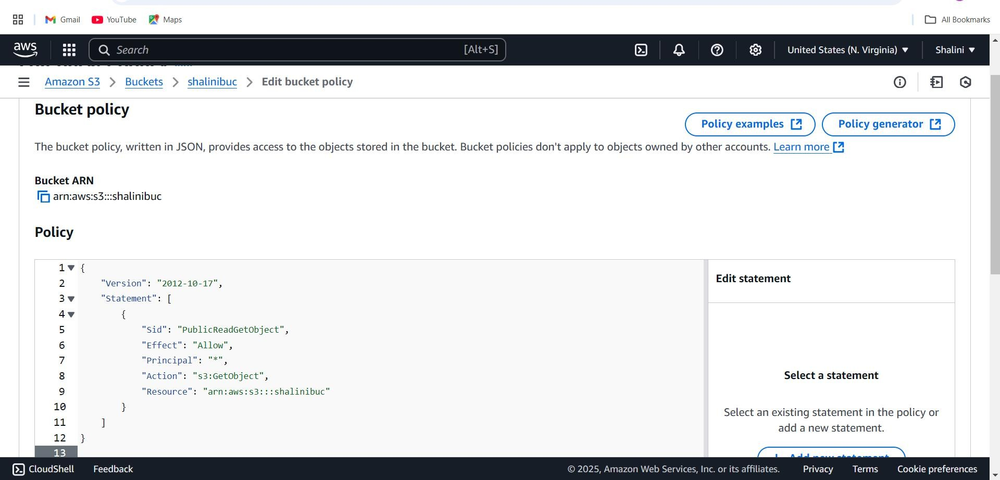 Gmail
YouTube
Maps
All Bookmarks
aws
Search
[Alt+S]
United States (N. Virginia)
Shalini
Amazon S3
Buckets
shalinibuc
Edit bucket policy
Bucket policy
Policy examples
Policy generator
The bucket policy, written in JSON, provides access to the objects stored in the bucket. Bucket policies don't apply to objects owned by other accounts. Learn more
Bucket ARN
arn:aws:s3:::shalinibuc
Policy
1 {
2 "Version": "2012-10-17",
3 "Statement": [
4 {
5 "Sid": "PublicReadGetObject",
6 "Effect": "Allow",
7 "Principal": "*",
8 "Action": "s3:GetObject",
9 "Resource": "arn:aws:s3:::shalinibuc"
10 }
11 ]
12 }
13
Edit statement
Select a statement
Select an existing statement in the policy or
add a new statement.
+ Add new statement
CloudShell
Feedback
© 2025, Amazon Web Services, Inc. or its affiliates.
Privacy
Terms
Cookie preferences